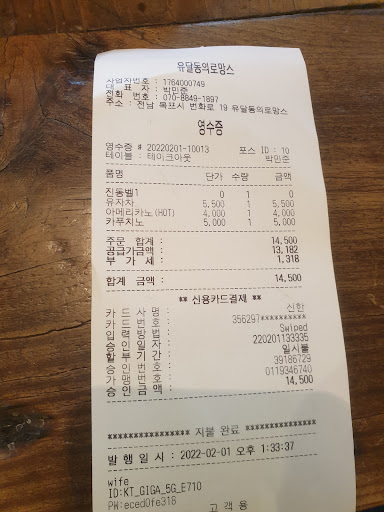 유달동의로망스
사업자번호 : 1764000749
대 표 자 : 박민준
전화 번호 : 070-8849-1897
주소 : 전남 목포시 번화로 19 유달동의로망스
영수증
영수증 # 20220201-10013 포스 ID : 10
테이블 : 테이크아웃 박민준
품명 단가 수량 금액
진동벨1 0 1 0
유자차 5,500 1 5,500
아메리카노(HOT) 4,000 1 4,000
카푸치노 5,000 1 5,000
주문 합계 : 14,500
공급가금액 : 13,182
부 가 세 : 1,318
합계 금액 : 14,500
** 신용카드결제 **
카 드 사 명 : 신한
카 드 번 호 : 356297**********
입 력 방 법 : Swiped
승 인 일 자 : 220201133335
할 부 기 간 : 일시불
승 인 번 호 : 39186729
가 맹 번 호 : 0119346740
승 인 금 액 : 14,500
**************** 지불 완료 ****************
발 행 일 시 : 2022-02-01 오후 1:33:37
wife
ID:KT_GIGA_5G_E710
PW:eced0fe318
고 객 용